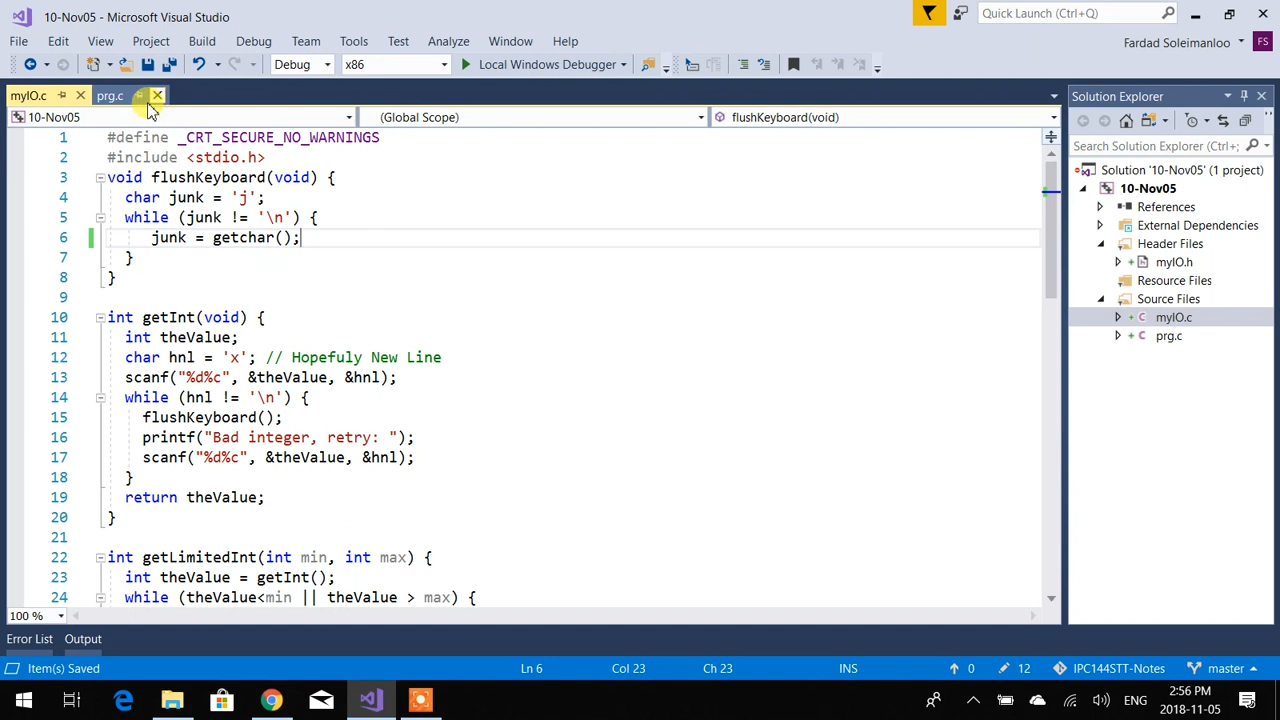 10-Nov05 - Microsoft Visual Studio
Quick Launch (Ctrl+Q)
File Edit View Project Build Debug Team Tools Test Analyze Window Help
Fardad Soleimanloo FS
Debug x86 Local Windows Debugger
myIO.c prg.c
Solution Explorer
10-Nov05 (Global Scope) flushKeyboard(void)
Search Solution Explorer (Ctrl+;
1 #define _CRT_SECURE_NO_WARNINGS
2 #include <stdio.h>
3 void flushKeyboard(void) {
4 char junk = 'j';
5 while (junk != '\n') {
6 junk = getchar();
7 }
8 }
9
10 int getInt(void) {
11 int theValue;
12 char hnl = 'x'; // Hopefuly New Line
13 scanf("%d%c", &theValue, &hnl);
14 while (hnl != '\n') {
15 flushKeyboard();
16 printf("Bad integer, retry: ");
17 scanf("%d%c", &theValue, &hnl);
18 }
19 return theValue;
20 }
21
22 int getLimitedInt(int min, int max) {
23 int theValue = getInt();
24 while (theValue<min || theValue > max) {
Solution '10-Nov05' (1 project)
10-Nov05
References
External Dependencies
Header Files
myIO.h
Resource Files
Source Files
myIO.c
prg.c
100 %
Error List Output
Item(s) Saved Ln 6 Col 23 Ch 23 INS 0 12 IPC144STT-Notes master
ENG 2:56 PM
2018-11-05